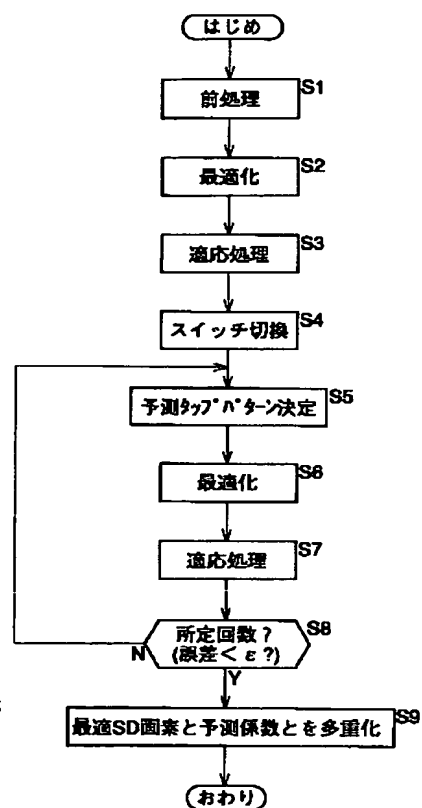 はじめ
前処理 S1
最適化 S2
適応処理 S3
スイッチ切換 S4
予測タップパターン決定 S5
最適化 S6
適応処理 S7
所定回数？ S8
(誤差＜ε？)
N
Y
最適SD画素と予測係数とを多重化 S9
おわり